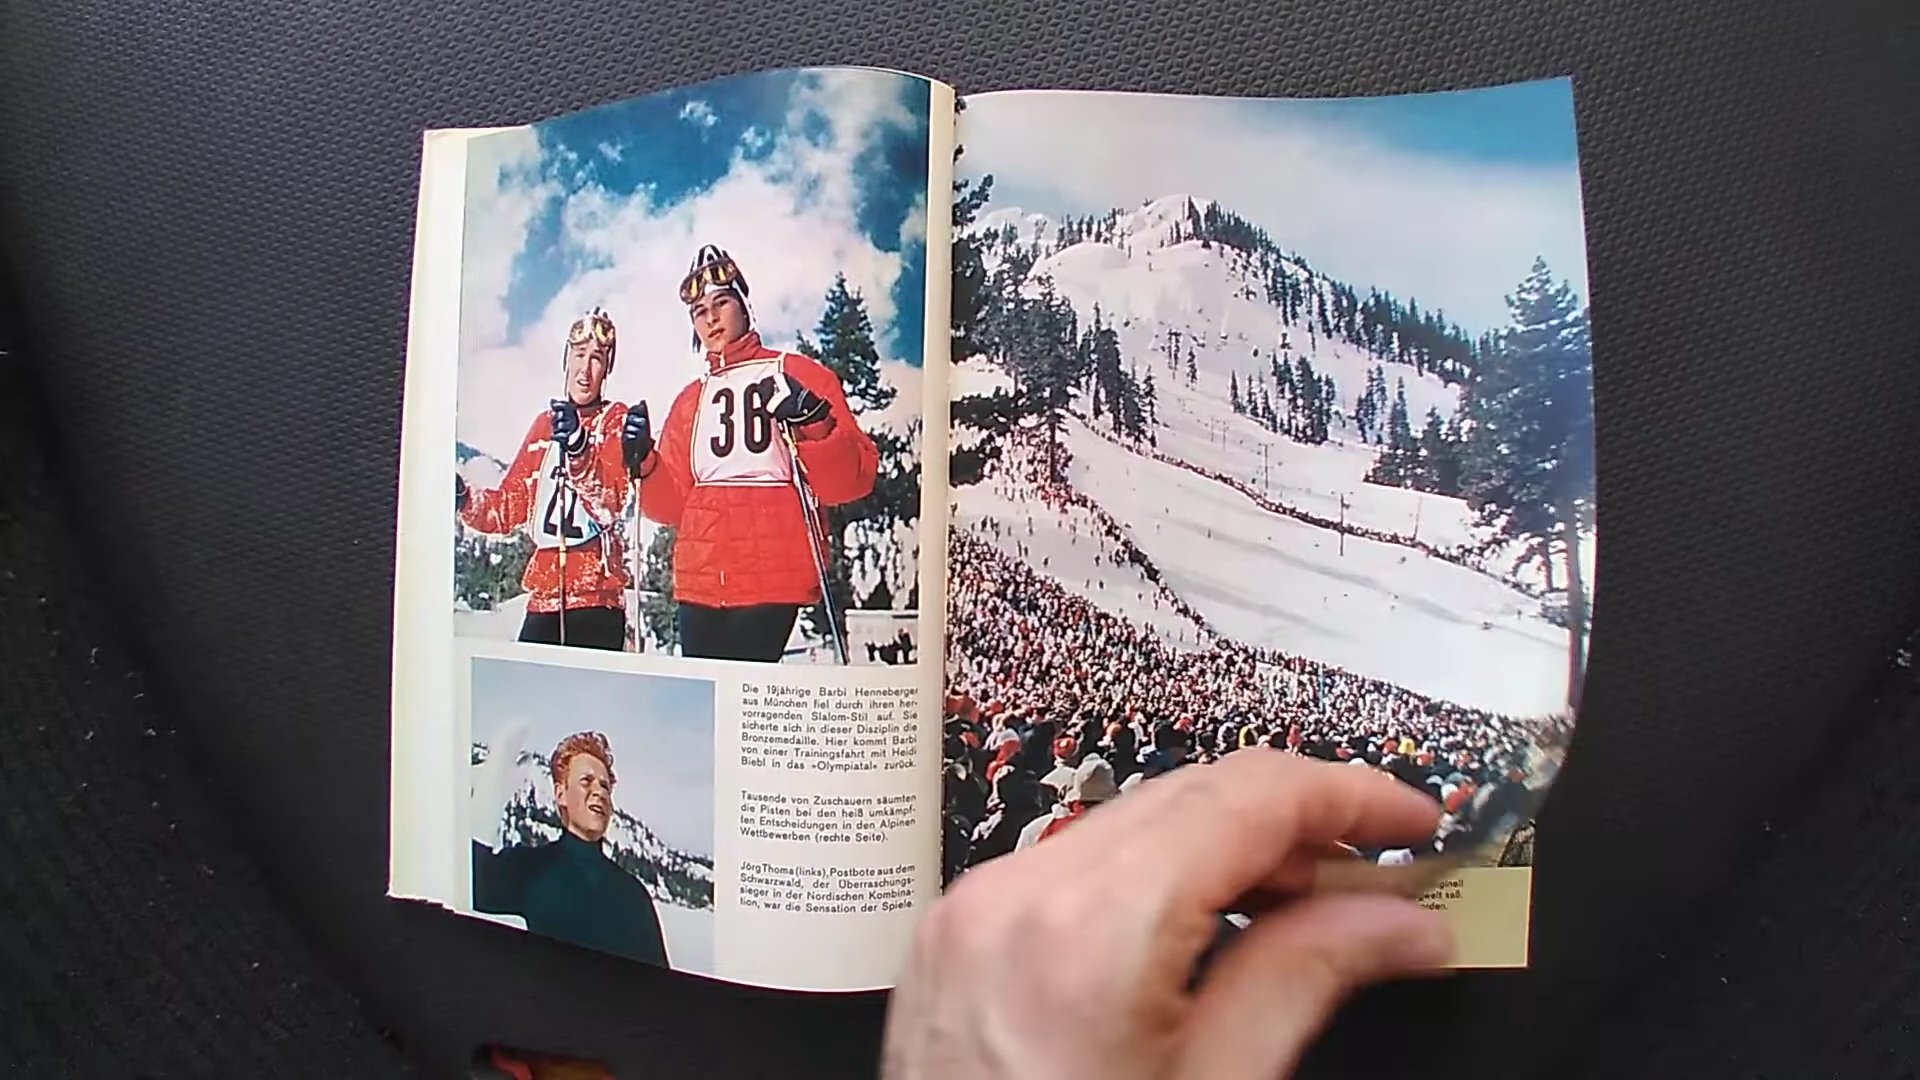 36
22
Die 19jährige Barbi Henneberger
aus München fiel durch ihren her-
vorragenden Slalom-Stil auf. Sie
sicherte sich in dieser Disziplin die
Bronzemedaille. Hier kommt Barbi
von einer Trainingsfahrt mit Heidi
Biebl in das »Olympiatal« zurück.
Tausende von Zuschauern säumten
die Pisten bei den heiß umkämpf-
ten Entscheidungen in den Alpinen
Wettbewerben (rechte Seite).
Jörg Thoma (links), Postbote aus dem
Schwarzwald, der Überraschungs-
sieger in der Nordischen Kombina-
tion, war die Sensation der Spiele.